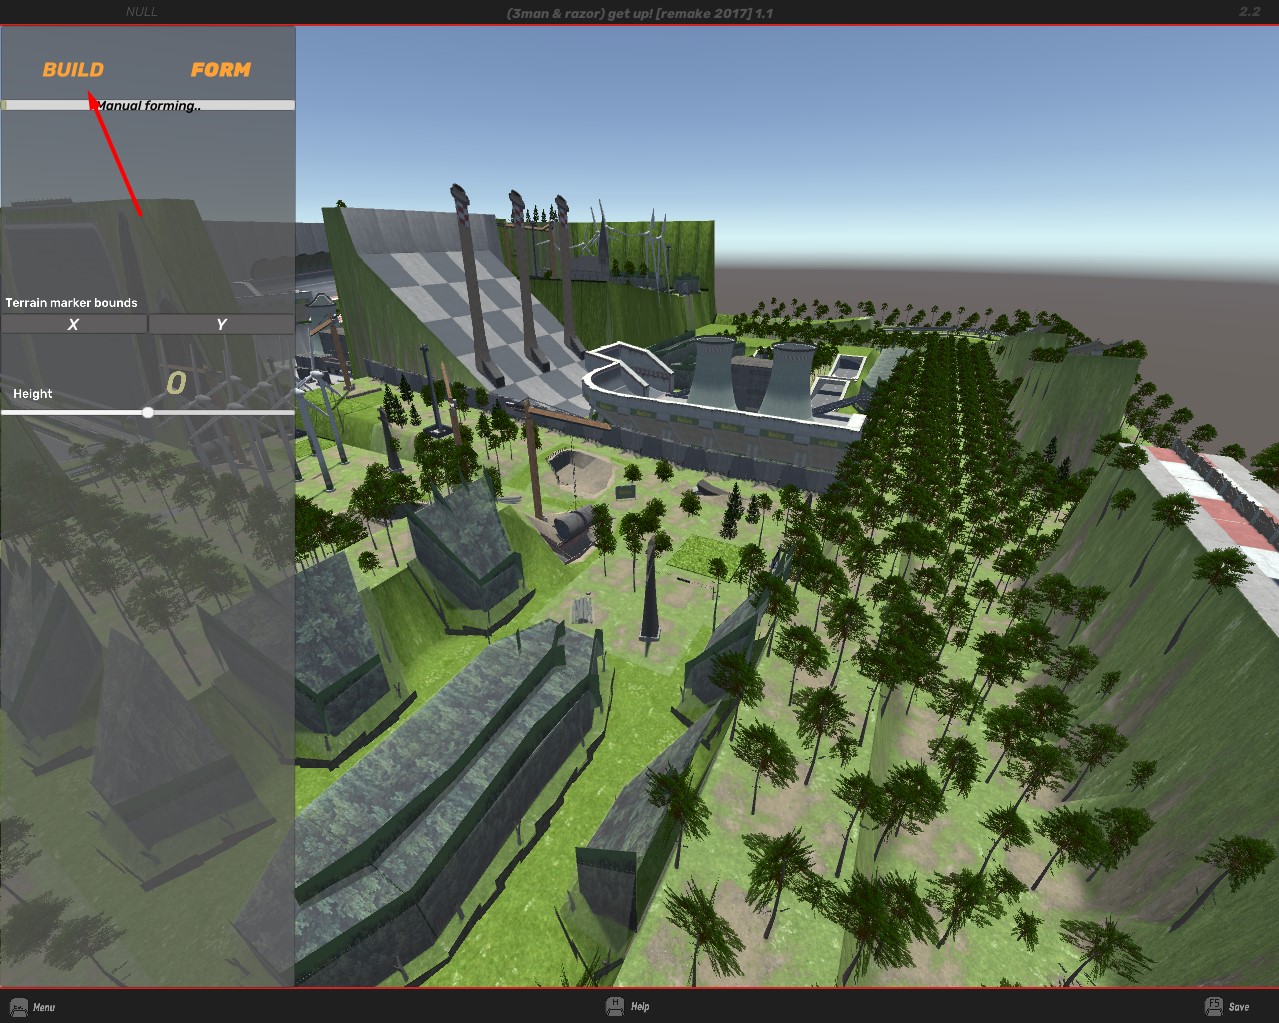 NULL
(3man & razor) get up! [remake 2017] 1.1
2.2
BUILD FORM
Manual forming..
Terrain marker bounds
X Y
0
Height
Menu
H
Help
F5
Save